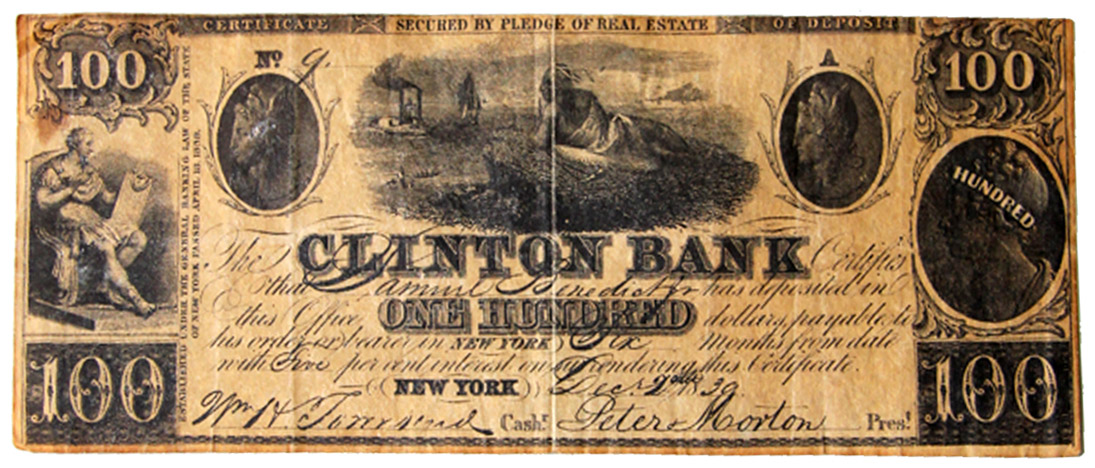 CERTIFICATE SECURED BY PLEDGE OF REAL ESTATE OF DEPOSIT
100
No 9.
A
100
ESTABLISHED UNDER THE GENERAL BANKING LAW OF THE STATE
OF NEW YORK PASSED APRIL 18 1838.
HUNDRED
The CLINTON BANK Certifies
that Samuel Benedict Jr has deposited in
this Office ONE HUNDRED dollars, payable to
his order or bearer in NEW YORK Six Months from date
with Five per cent interest on surrendering this Certificate.
NEW YORK Decr 1839
100
Wm H. Townsend Cashr. Peter Morton Prest.
100